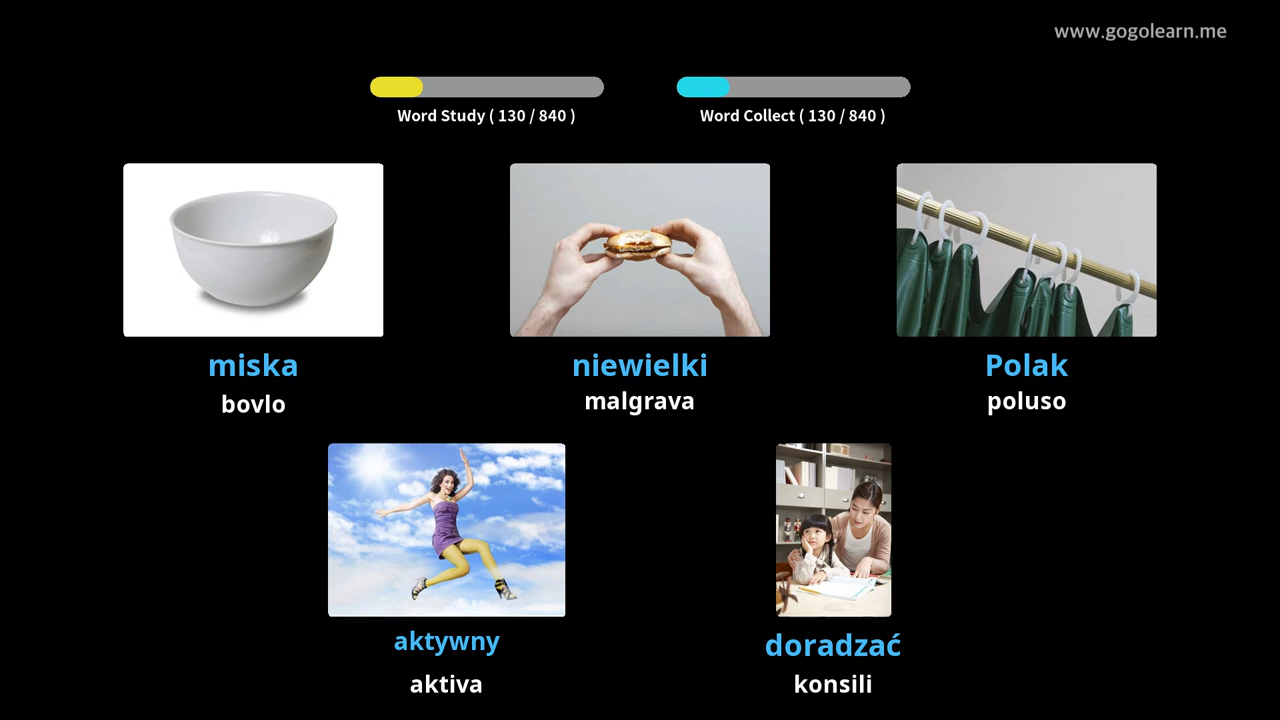 www.gogolearn.me
Word Study ( 130 / 840 )
Word Collect ( 130 / 840 )
miska
bovlo
niewielki
malgrava
Polak
poluso
aktywny
aktiva
doradzać
konsili